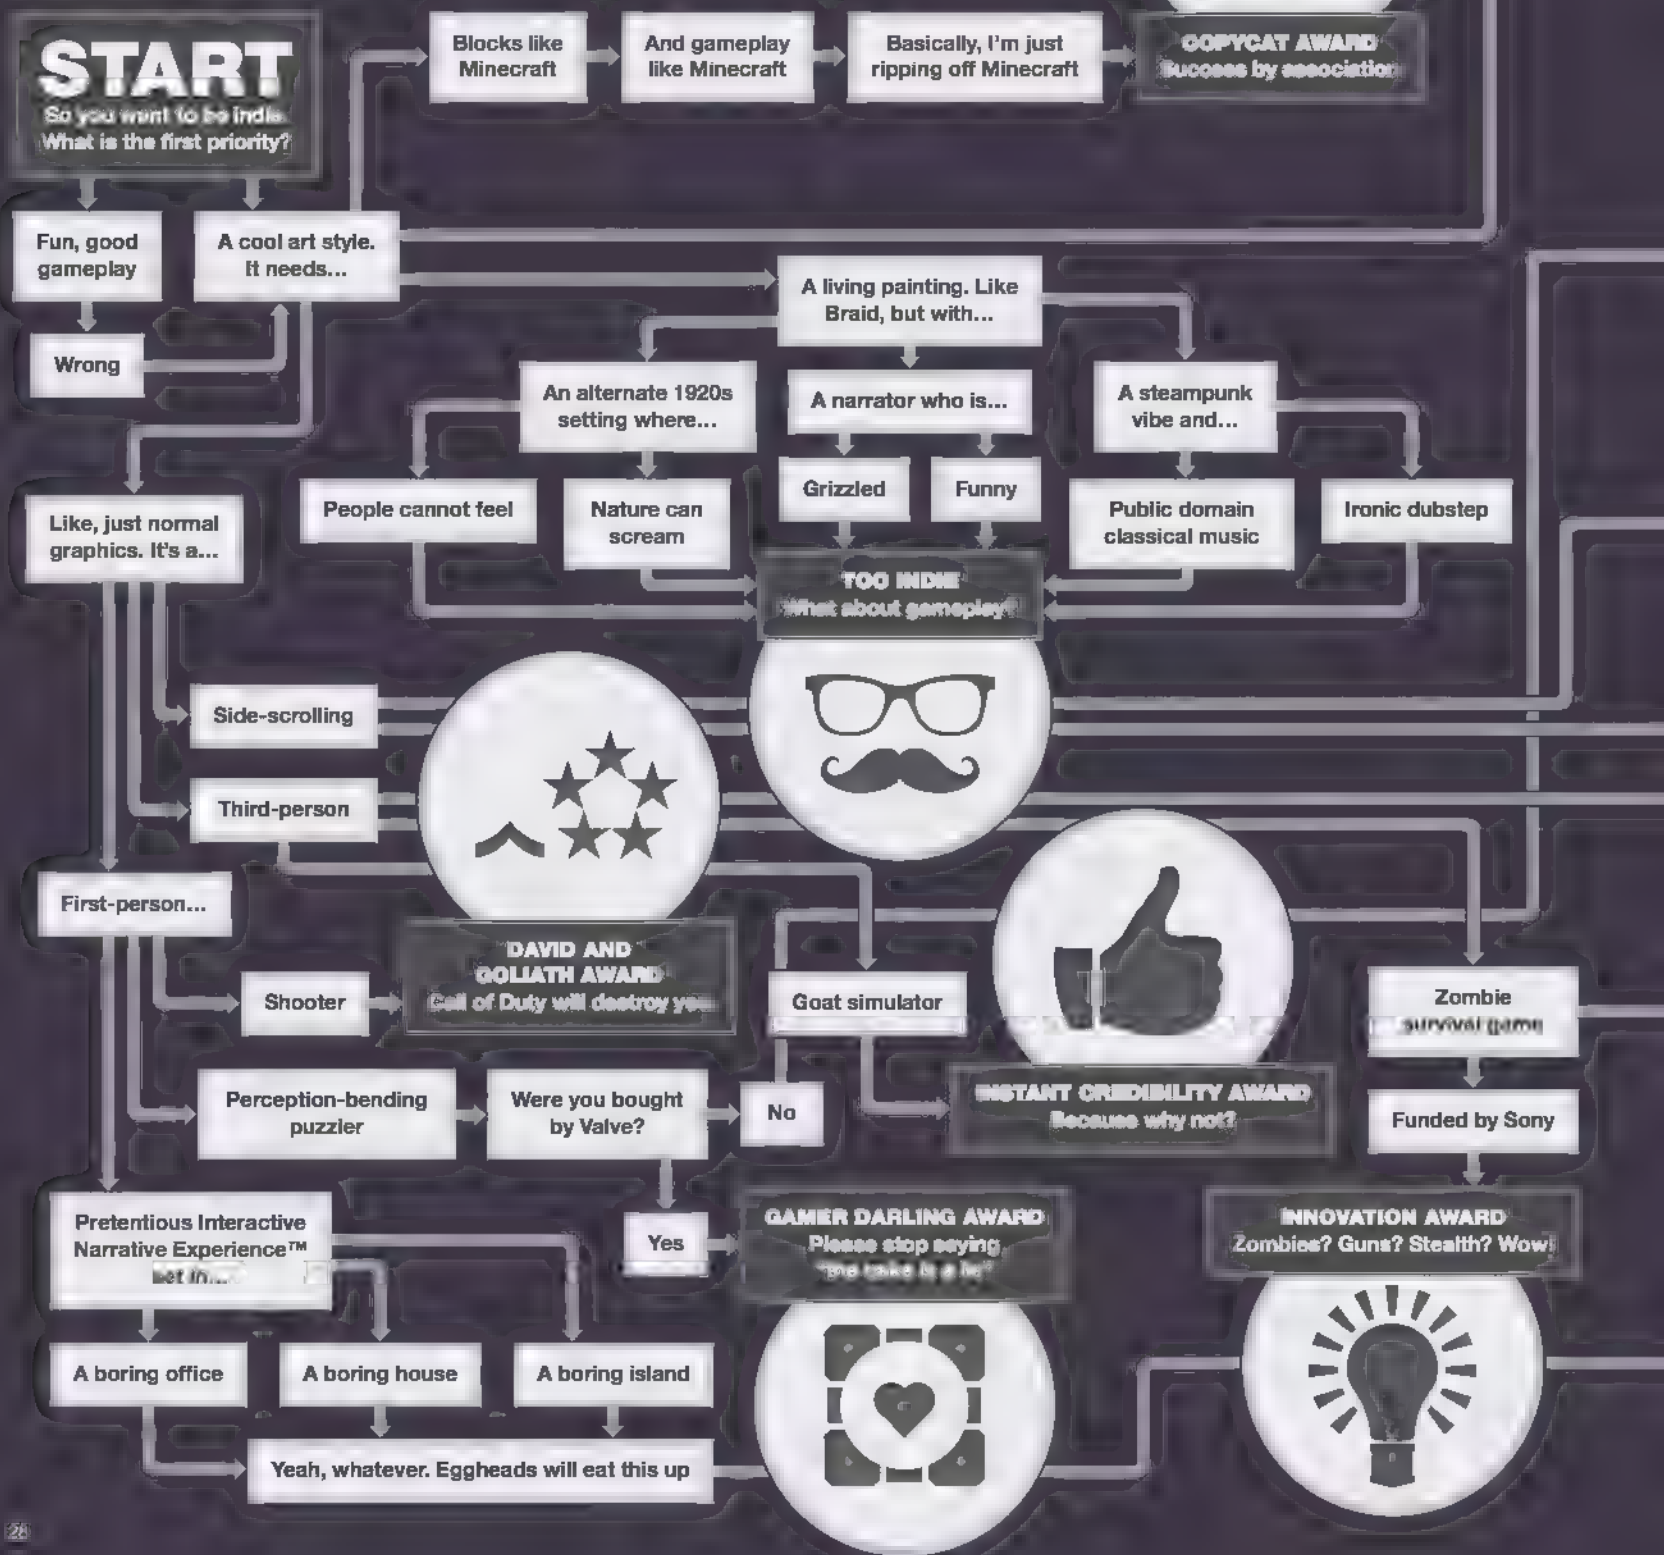 START
So you want to be indie.
What is the first priority?
Blocks like
Minecraft
And gameplay
like Minecraft
Basically, I'm just
ripping off Minecraft
COPYCAT AWARD
Success by association
Fun, good
gameplay
A cool art style.
It needs...
Wrong
A living painting. Like
Braid, but with...
An alternate 1920s
setting where...
A narrator who is...
A steampunk
vibe and...
People cannot feel
Nature can
scream
Grizzled
Funny
Public domain
classical music
Ironic dubstep
Like, just normal
graphics. It's a...
TOO INDIE
What about gameplay?
Side-scrolling
Third-person
First-person...
DAVID AND
GOLIATH AWARD
Call of Duty will destroy you
Shooter
Goat simulator
Zombie
survival game
Perception-bending
puzzler
Were you bought
by Valve?
No
INSTANT CREDIBILITY AWARD
Because why not?
Funded by Sony
Pretentious Interactive
Narrative Experience™
set in...
Yes
GAMER DARLING AWARD
Please stop saying
"the cake is a lie"
INNOVATION AWARD
Zombies? Guns? Stealth? Wow!
A boring office
A boring house
A boring island
Yeah, whatever. Eggheads will eat this up
28